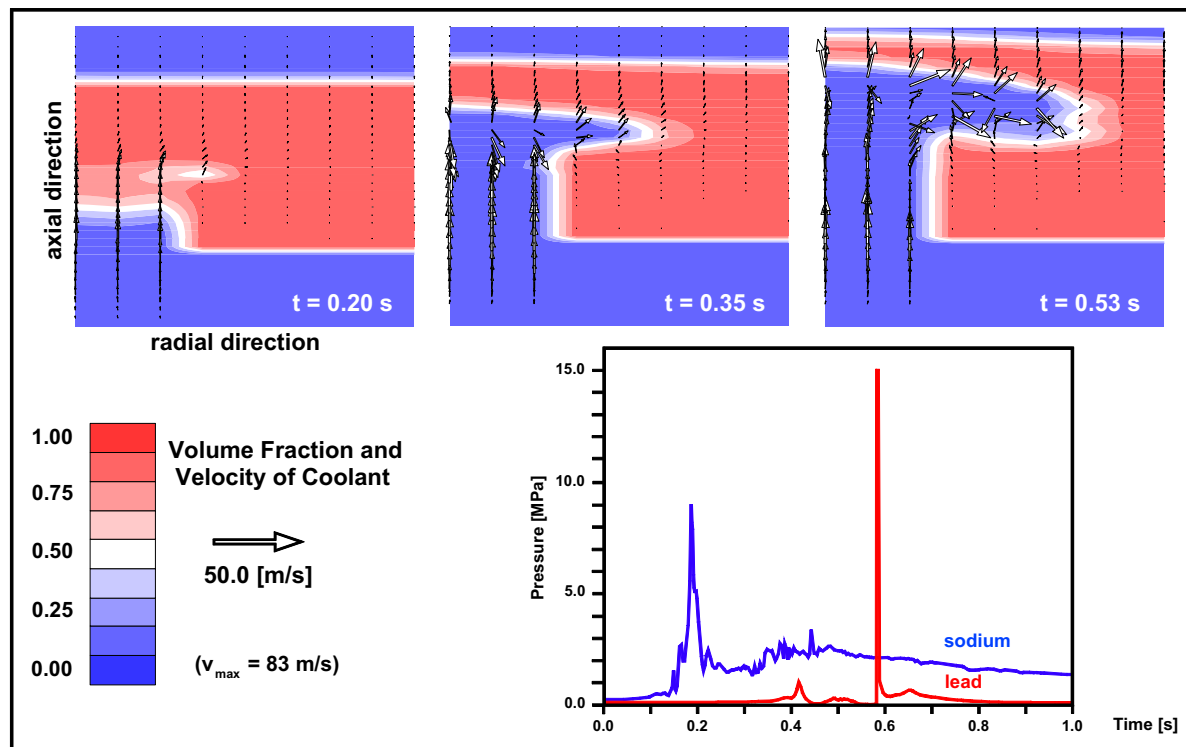 axial direction
t = 0.20 s
t = 0.35 s
t = 0.53 s
radial direction
1.00
0.75
0.50
0.25
0.00
Volume Fraction and
Velocity of Coolant
50.0 [m/s]
(vmax = 83 m/s)
Pressure [MPa]
15.0
10.0
5.0
0.0
sodium
lead
0.0 0.2 0.4 0.6 0.8 1.0 Time [s]